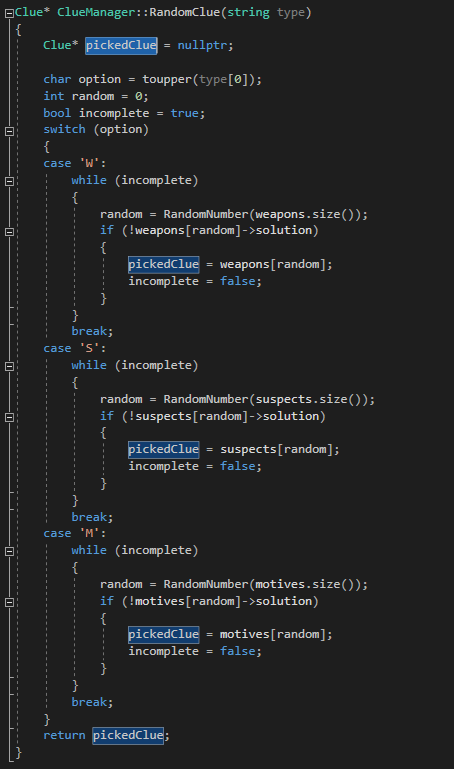 Clue* ClueManager::RandomClue(string type)
{
    Clue* pickedClue = nullptr;

    char option = toupper(type[0]);
    int random = 0;
    bool incomplete = true;
    switch (option)
    {
    case 'W':
        while (incomplete)
        {
            random = RandomNumber(weapons.size());
            if (!weapons[random]->solution)
            {
                pickedClue = weapons[random];
                incomplete = false;
            }
        }
        break;
    case 'S':
        while (incomplete)
        {
            random = RandomNumber(suspects.size());
            if (!suspects[random]->solution)
            {
                pickedClue = suspects[random];
                incomplete = false;
            }
        }
        break;
    case 'M':
        while (incomplete)
        {
            random = RandomNumber(motives.size());
            if (!motives[random]->solution)
            {
                pickedClue = motives[random];
                incomplete = false;
            }
        }
        break;
    }
    return pickedClue;
}